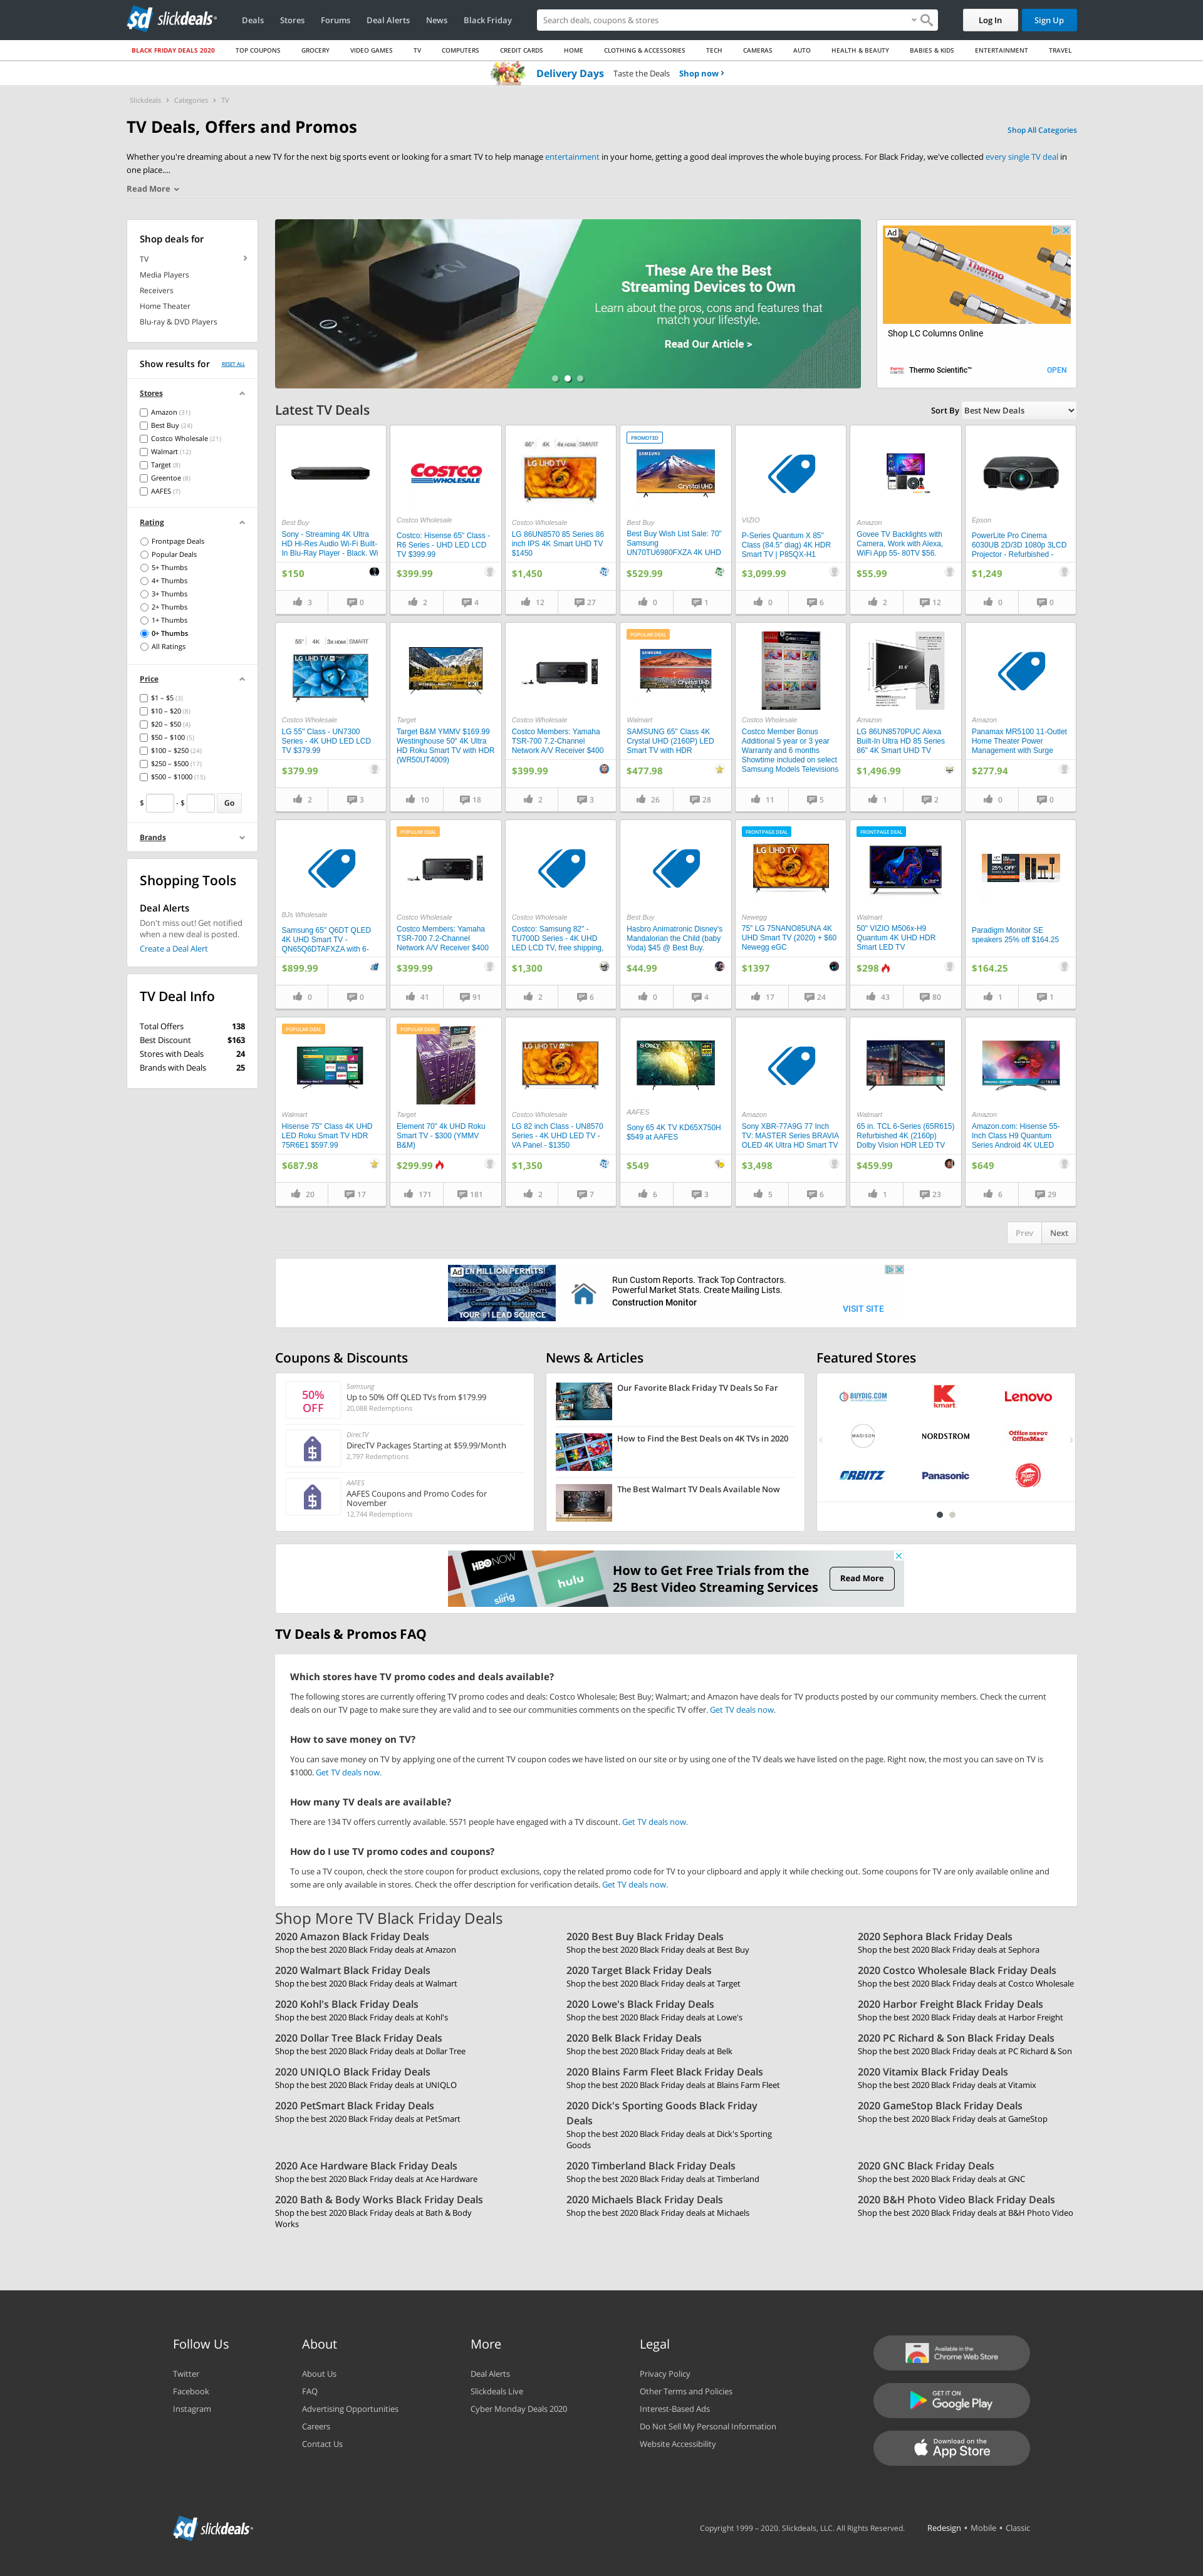 slickdeals
Deals Stores Forums Deal Alerts News Black Friday
Search deals, coupons & stores
Log In Sign Up
BLACK FRIDAY DEALS 2020 TOP COUPONS GROCERY VIDEO GAMES TV COMPUTERS CREDIT CARDS HOME CLOTHING & ACCESSORIES TECH CAMERAS AUTO HEALTH & BEAUTY BABIES & KIDS ENTERTAINMENT TRAVEL
Delivery Days Taste the Deals Shop now ›
Slickdeals › Categories › TV
TV Deals, Offers and Promos
Shop All Categories
Whether you're dreaming about a new TV for the next big sports event or looking for a smart TV to help manage entertainment in your home, getting a good deal improves the whole buying process. For Black Friday, we've collected every single TV deal in
one place....
Read More
Shop deals for
TV
Media Players
Receivers
Home Theater
Blu-ray & DVD Players
Show results for RESET ALL
Stores
Amazon (31)
Best Buy (24)
Costco Wholesale (21)
Walmart (12)
Target (8)
Greentoe (8)
AAFES (7)
Rating
Frontpage Deals
Popular Deals
5+ Thumbs
4+ Thumbs
3+ Thumbs
2+ Thumbs
1+ Thumbs
0+ Thumbs
All Ratings
Price
$1 – $5 (3)
$10 – $20 (8)
$20 – $50 (4)
$50 – $100 (5)
$100 – $250 (24)
$250 – $500 (17)
$500 – $1000 (15)
$ - $ Go
Brands
Shopping Tools
Deal Alerts
Don't miss out! Get notified
when a new deal is posted.
Create a Deal Alert
TV Deal Info
Total Offers 138
Best Discount $163
Stores with Deals 24
Brands with Deals 25
These Are the Best
Streaming Devices to Own
Learn about the pros, cons and features that
match your lifestyle.
Read Our Article >
Ad
Shop LC Columns Online
Thermo Scientific™ OPEN
Latest TV Deals
Sort By Best New Deals
Best Buy
Sony - Streaming 4K Ultra
HD Hi-Res Audio Wi-Fi Built-
In Blu-Ray Player - Black. Wi
$150
3 0
COSTCO
WHOLESALE
Costco Wholesale
Costco: Hisense 65" Class -
R6 Series - UHD LED LCD
TV $399.99
$399.99
2 4
86" 4K 4x HDMI SMART
LG UHD TV
Costco Wholesale
LG 86UN8570 85 Series 86
inch IPS 4K Smart UHD TV
$1450
$1,450
12 27
PROMOTED
SAMSUNG
Crystal UHD
Best Buy
Best Buy Wish List Sale: 70"
Samsung
UN70TU6980FXZA 4K UHD
$529.99
0 1
VIZIO
P-Series Quantum X 85"
Class (84.5" diag) 4K HDR
Smart TV | P85QX-H1
$3,099.99
0 6
Amazon
Govee TV Backlights with
Camera, Work with Alexa,
WiFi App 55- 80TV $56.
$55.99
2 12
Epson
PowerLite Pro Cinema
6030UB 2D/3D 1080p 3LCD
Projector - Refurbished -
$1,249
0 0
55" 4K 3x HDMI SMART
LG UHD TV
Costco Wholesale
LG 55" Class - UN7300
Series - 4K UHD LED LCD
TV $379.99
$379.99
2 3
Target
Target B&M YMMV $169.99
Westinghouse 50" 4K Ultra
HD Roku Smart TV with HDR
(WR50UT4009)
10 18
Costco Wholesale
Costco Members: Yamaha
TSR-700 7.2-Channel
Network A/V Receiver $400
$399.99
2 3
POPULAR DEAL
Crystal UHD
Walmart
SAMSUNG 65" Class 4K
Crystal UHD (2160P) LED
Smart TV with HDR
$477.98
26 28
Costco Wholesale
Costco Member Bonus
Additional 5 year or 3 year
Warranty and 6 months
Showtime included on select
Samsung Models Televisions
11 5
Amazon
LG 86UN8570PUC Alexa
Built-In Ultra HD 85 Series
86" 4K Smart UHD TV
$1,496.99
1 2
Amazon
Panamax MR5100 11-Outlet
Home Theater Power
Management with Surge
$277.94
0 0
BJs Wholesale
Samsung 65" Q6DT QLED
4K UHD Smart TV -
QN65Q6DTAFXZA with 6-
$899.99
0 0
POPULAR DEAL
Costco Wholesale
Costco Members: Yamaha
TSR-700 7.2-Channel
Network A/V Receiver $400
$399.99
41 91
Costco Wholesale
Costco: Samsung 82" -
TU700D Series - 4K UHD
LED LCD TV, free shipping,
$1,300
2 6
Best Buy
Hasbro Animatronic Disney's
Mandalorian the Child (baby
Yoda) $45 @ Best Buy.
$44.99
0 4
FRONTPAGE DEAL
LG UHD TV
Newegg
75" LG 75NANO85UNA 4K
UHD Smart TV (2020) + $60
Newegg eGC
$1397
17 24
FRONTPAGE DEAL
Walmart
50" VIZIO M506x-H9
Quantum 4K UHD HDR
Smart LED TV
$298
43 80
25% OFF
Paradigm Monitor SE
speakers 25% off $164.25
$164.25
1 1
POPULAR DEAL
Walmart
Hisense 75" Class 4K UHD
LED Roku Smart TV HDR
75R6E1 $597.99
$687.98
20 17
POPULAR DEAL
Target
Element 70" 4k UHD Roku
Smart TV - $300 (YMMV
B&M)
$299.99
171 181
LG UHD TV
Costco Wholesale
LG 82 inch Class - UN8570
Series - 4K UHD LED TV -
VA Panel - $1350
$1,350
2 7
SONY
AAFES
Sony 65 4K TV KD65X750H
$549 at AAFES
$549
6 3
Amazon
Sony XBR-77A9G 77 Inch
TV: MASTER Series BRAVIA
OLED 4K Ultra HD Smart TV
$3,498
5 6
Walmart
65 in. TCL 6-Series (65R615)
Refurbished 4K (2160p)
Dolby Vision HDR LED TV
$459.99
1 23
Amazon
Amazon.com: Hisense 55-
Inch Class H9 Quantum
Series Android 4K ULED
$649
6 29
Prev Next
Ad
EN MILLION PERMITS!
Construction Monitor
YOUR #1 LEAD SOURCE
Run Custom Reports. Track Top Contractors.
Powerful Market Stats. Create Mailing Lists.
Construction Monitor
VISIT SITE
Coupons & Discounts
50%
OFF
Samsung
Up to 50% Off QLED TVs from $179.99
20,088 Redemptions
DirecTV
DirecTV Packages Starting at $59.99/Month
2,797 Redemptions
AAFES
AAFES Coupons and Promo Codes for
November
12,744 Redemptions
News & Articles
Our Favorite Black Friday TV Deals So Far
How to Find the Best Deals on 4K TVs in 2020
The Best Walmart TV Deals Available Now
Featured Stores
BUYDIG.COM kmart Lenovo
MADISON NORDSTROM Office DEPOT OfficeMax
ORBITZ Panasonic Pizza Hut
HBO NOW
hulu
sling
How to Get Free Trials from the
25 Best Video Streaming Services
Read More
TV Deals & Promos FAQ
Which stores have TV promo codes and deals available?
The following stores are currently offering TV promo codes and deals: Costco Wholesale; Best Buy; Walmart; and Amazon have deals for TV products posted by our community members. Check the current
deals on our TV page to make sure they are valid and to see our communities comments on the specific TV offer. Get TV deals now.
How to save money on TV?
You can save money on TV by applying one of the current TV coupon codes we have listed on our site or by using one of the TV deals we have listed on the page. Right now, the most you can save on TV is
$1000. Get TV deals now.
How many TV deals are available?
There are 134 TV offers currently available. 5571 people have engaged with a TV discount. Get TV deals now.
How do I use TV promo codes and coupons?
To use a TV coupon, check the store coupon for product exclusions, copy the related promo code for TV to your clipboard and apply it while checking out. Some coupons for TV are only available online and
some are only available in stores. Check the offer description for verification details. Get TV deals now.
Shop More TV Black Friday Deals
2020 Amazon Black Friday Deals
Shop the best 2020 Black Friday deals at Amazon
2020 Best Buy Black Friday Deals
Shop the best 2020 Black Friday deals at Best Buy
2020 Sephora Black Friday Deals
Shop the best 2020 Black Friday deals at Sephora
2020 Walmart Black Friday Deals
Shop the best 2020 Black Friday deals at Walmart
2020 Target Black Friday Deals
Shop the best 2020 Black Friday deals at Target
2020 Costco Wholesale Black Friday Deals
Shop the best 2020 Black Friday deals at Costco Wholesale
2020 Kohl's Black Friday Deals
Shop the best 2020 Black Friday deals at Kohl's
2020 Lowe's Black Friday Deals
Shop the best 2020 Black Friday deals at Lowe's
2020 Harbor Freight Black Friday Deals
Shop the best 2020 Black Friday deals at Harbor Freight
2020 Dollar Tree Black Friday Deals
Shop the best 2020 Black Friday deals at Dollar Tree
2020 Belk Black Friday Deals
Shop the best 2020 Black Friday deals at Belk
2020 PC Richard & Son Black Friday Deals
Shop the best 2020 Black Friday deals at PC Richard & Son
2020 UNIQLO Black Friday Deals
Shop the best 2020 Black Friday deals at UNIQLO
2020 Blains Farm Fleet Black Friday Deals
Shop the best 2020 Black Friday deals at Blains Farm Fleet
2020 Vitamix Black Friday Deals
Shop the best 2020 Black Friday deals at Vitamix
2020 PetSmart Black Friday Deals
Shop the best 2020 Black Friday deals at PetSmart
2020 Dick's Sporting Goods Black Friday
Deals
Shop the best 2020 Black Friday deals at Dick's Sporting
Goods
2020 GameStop Black Friday Deals
Shop the best 2020 Black Friday deals at GameStop
2020 Ace Hardware Black Friday Deals
Shop the best 2020 Black Friday deals at Ace Hardware
2020 Timberland Black Friday Deals
Shop the best 2020 Black Friday deals at Timberland
2020 GNC Black Friday Deals
Shop the best 2020 Black Friday deals at GNC
2020 Bath & Body Works Black Friday Deals
Shop the best 2020 Black Friday deals at Bath & Body
Works
2020 Michaels Black Friday Deals
Shop the best 2020 Black Friday deals at Michaels
2020 B&H Photo Video Black Friday Deals
Shop the best 2020 Black Friday deals at B&H Photo Video
Follow Us
Twitter
Facebook
Instagram
About
About Us
FAQ
Advertising Opportunities
Careers
Contact Us
More
Deal Alerts
Slickdeals Live
Cyber Monday Deals 2020
Legal
Privacy Policy
Other Terms and Policies
Interest-Based Ads
Do Not Sell My Personal Information
Website Accessibility
Available in the
Chrome Web Store
GET IT ON
Google Play
Download on the
App Store
slickdeals
Copyright 1999 – 2020. Slickdeals, LLC. All Rights Reserved. Redesign • Mobile • Classic